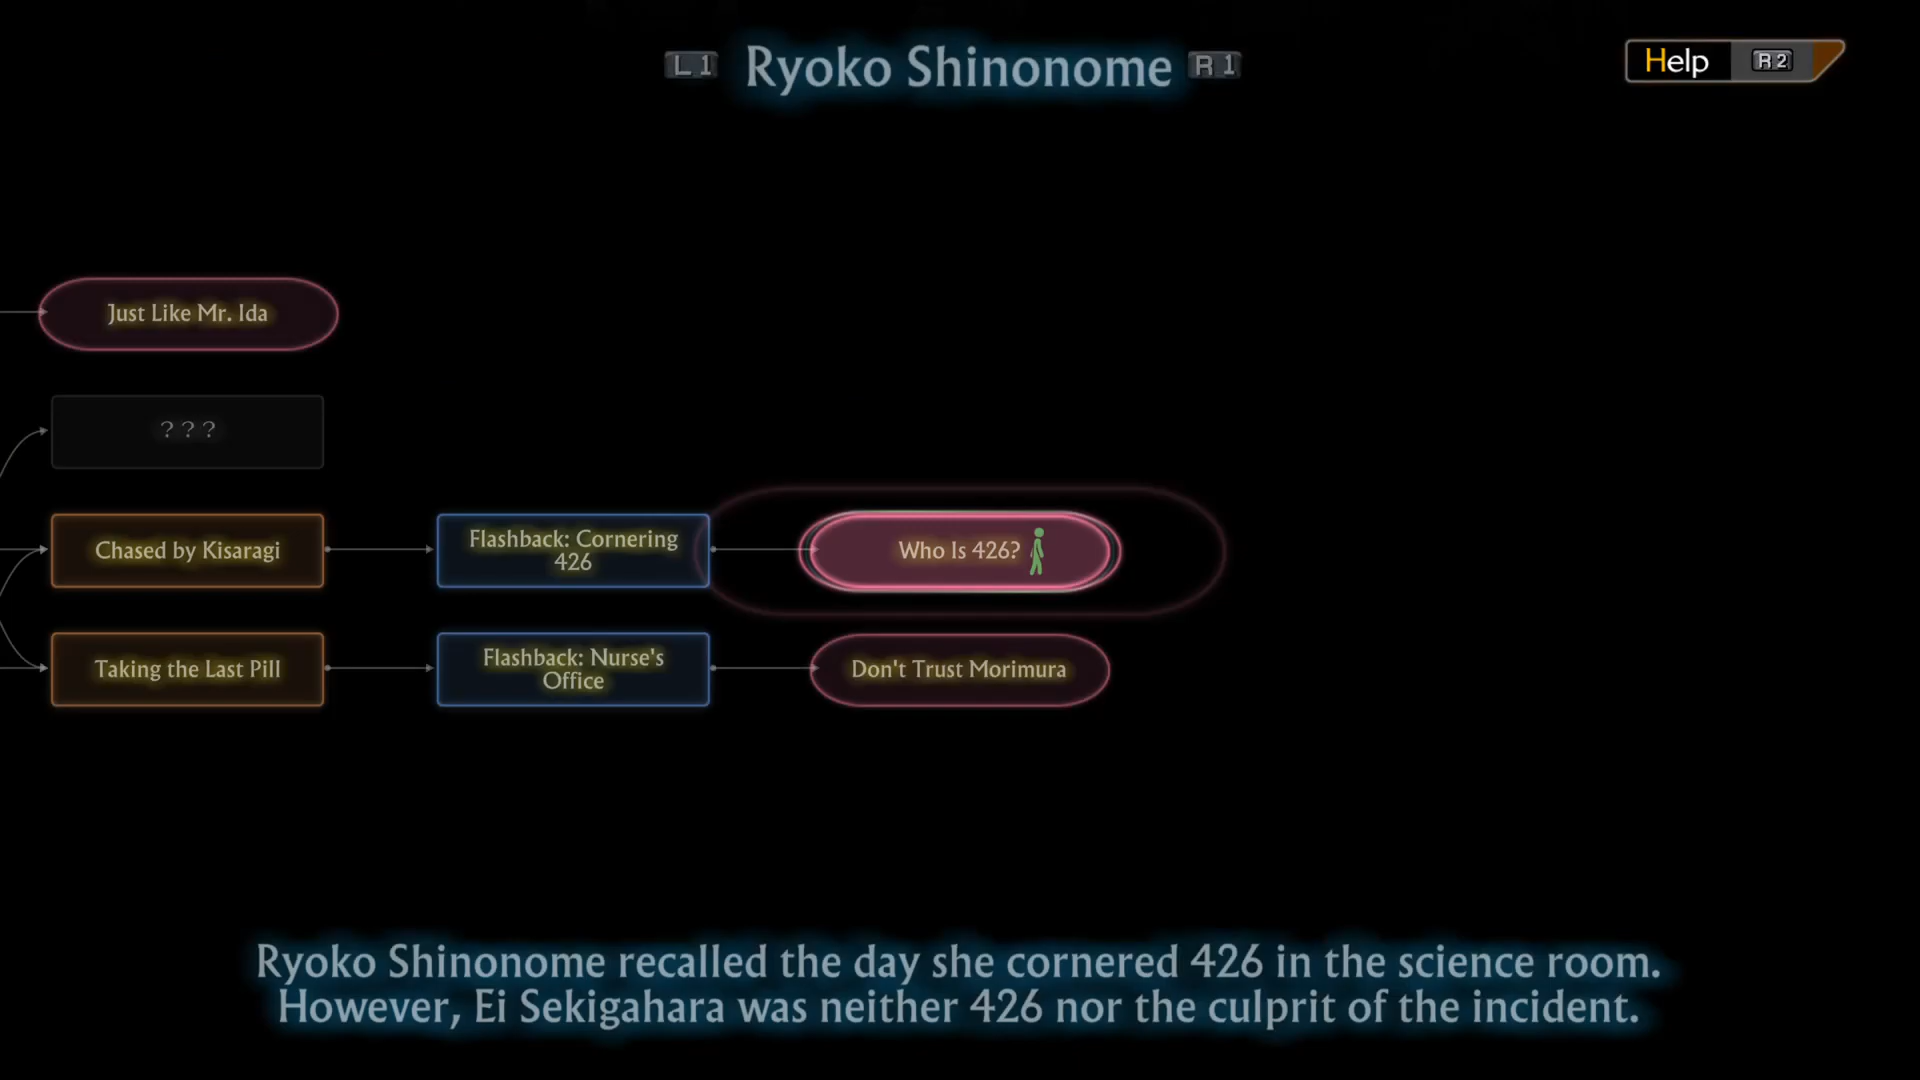 L1 Ryoko Shinonome R1
Help R2
Just Like Mr. Ida
? ? ?
Chased by Kisaragi
Flashback: Cornering
426
Who Is 426?
Taking the Last Pill
Flashback: Nurse's
Office
Don't Trust Morimura
Ryoko Shinonome recalled the day she cornered 426 in the science room.
However, Ei Sekigahara was neither 426 nor the culprit of the incident.